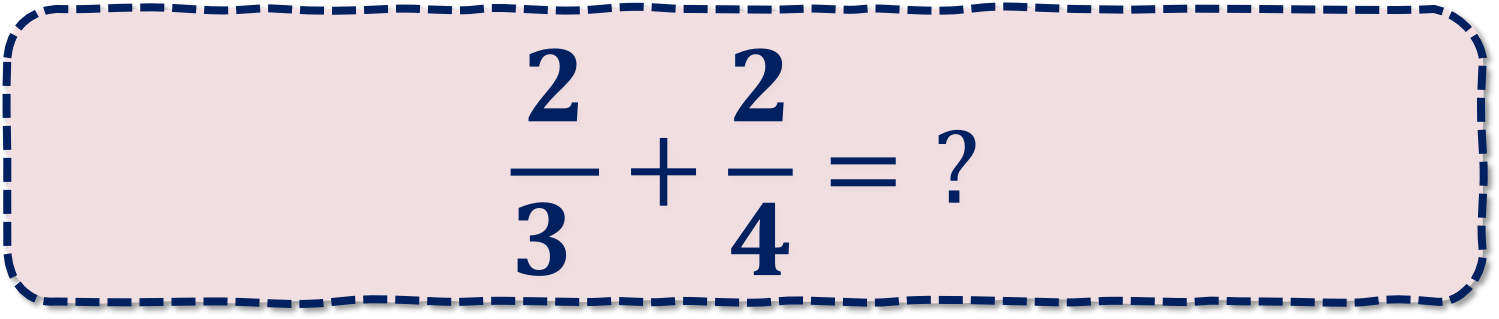 2/3 + 2/4 = ?